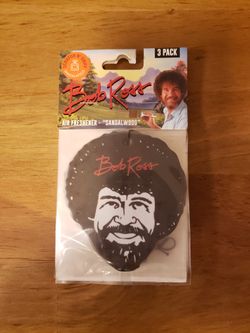 3 PACK
Bob Ross
AIR FRESHENER - "SANDALWOOD"
Bob Ross